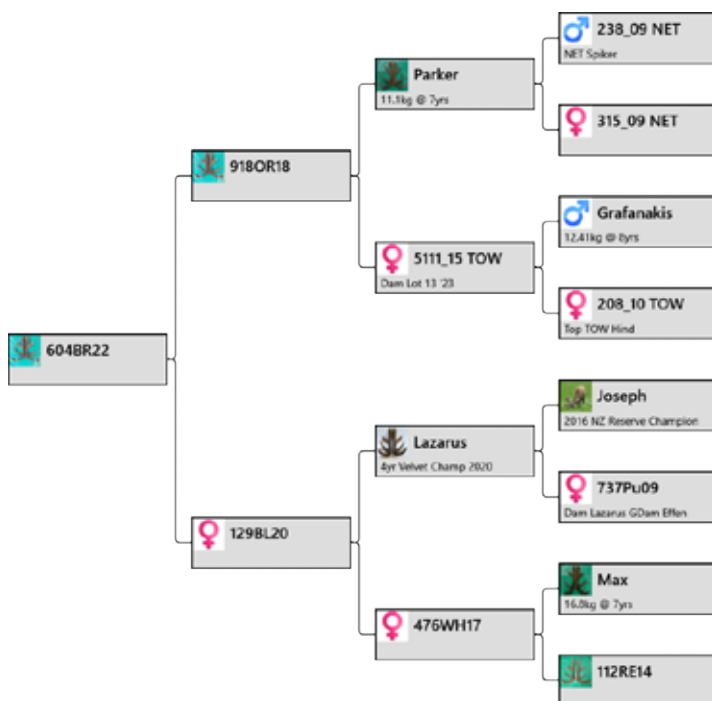 238_09 NET
NET Spiker
Parker
11.1kg @ 7yrs
315_09 NET
918OR18
Grafanakis
12.41kg @ 8yrs
5111_15 TOW
Dam Lot 13 '23
208_10 TOW
Top TOW Hind
604BR22
Joseph
2016 NZ Reserve Champion
Lazarus
4yr Velvet Champ 2020
737Pu09
Dam Lazarus GDam Effen
129BL20
Max
16.8kg @ 7yrs
476WH17
112RE14